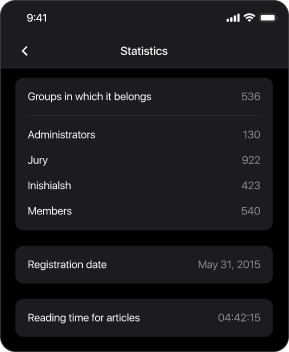 9:41
Statistics
Groups in which it belongs 536
Administrators 130
Jury 922
Inishialsh 423
Members 540
Registration date May 31, 2015
Reading time for articles 04:42:15